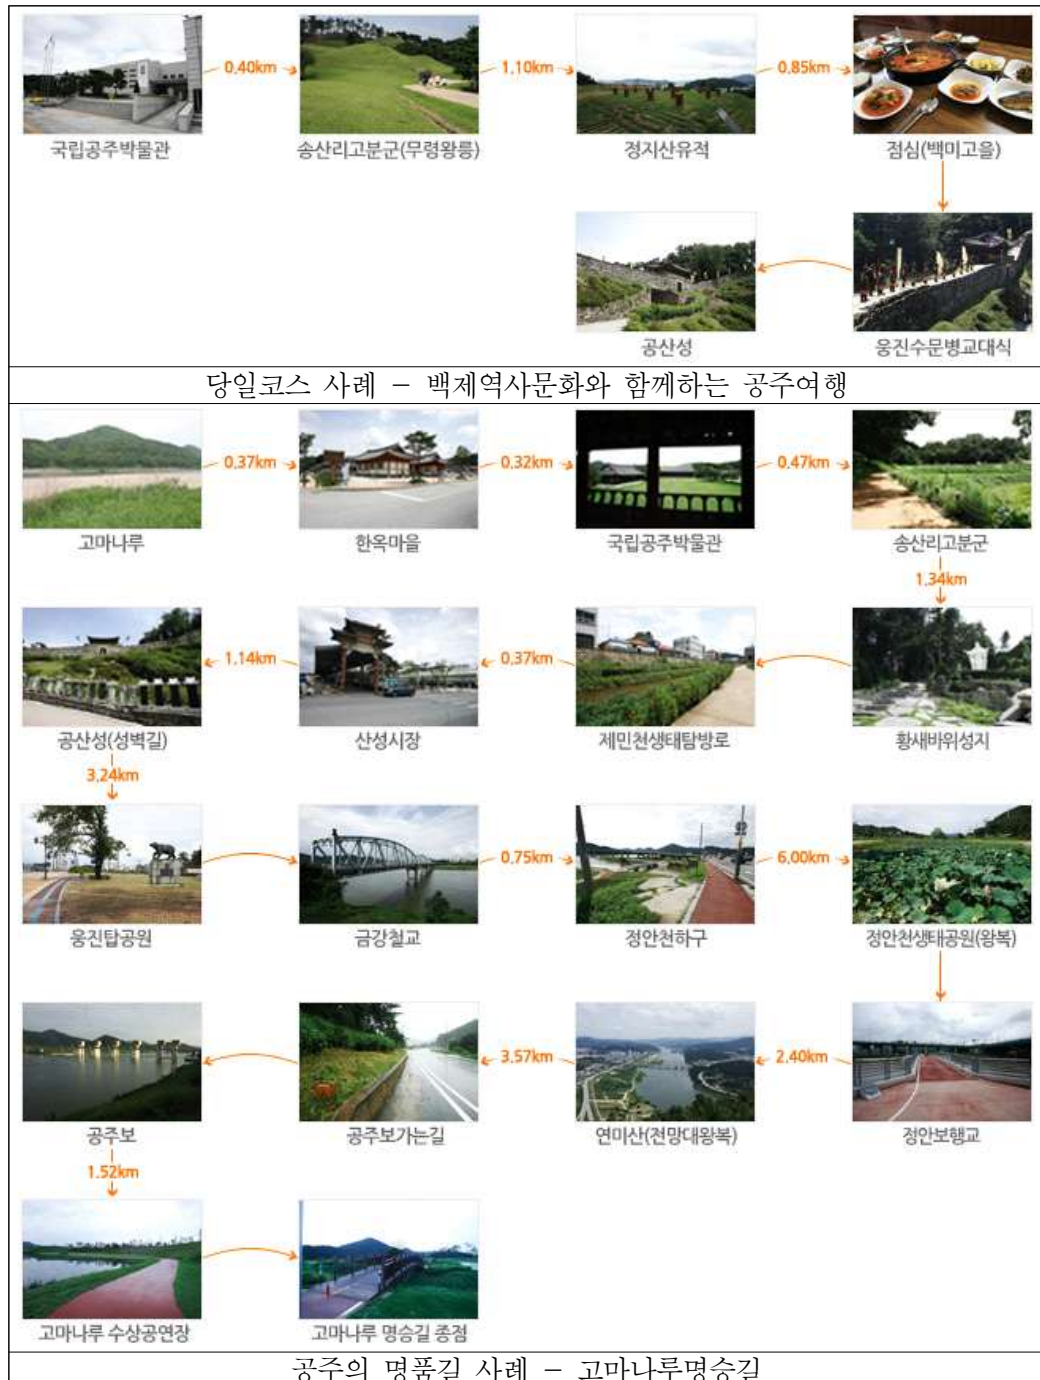 0.40km
1.10km
0.85km
국립공주박물관
송산리고분군(무령왕릉)
정지산유적
점심(백미고을)
공산성
웅진수문병교대식
당일코스 사례 - 백제역사문화와 함께하는 공주여행
0.37km
0.32km
0.47km
고마나루
한옥마을
국립공주박물관
송산리고분군
1.34km
1.14km
0.37km
공산성(성벽길)
산성시장
제민천생태탐방로
황새바위성지
3.24km
0.75km
6.00km
웅진탑공원
금강철교
정안천하구
정안천생태공원(왕복)
3.57km
2.40km
공주보
공주보가는길
연미산(전망대왕복)
정안보행교
1.52km
고마나루 수상공연장
고마나루 명승길 종점
공주의 명품길 사례 - 고마나루명승길